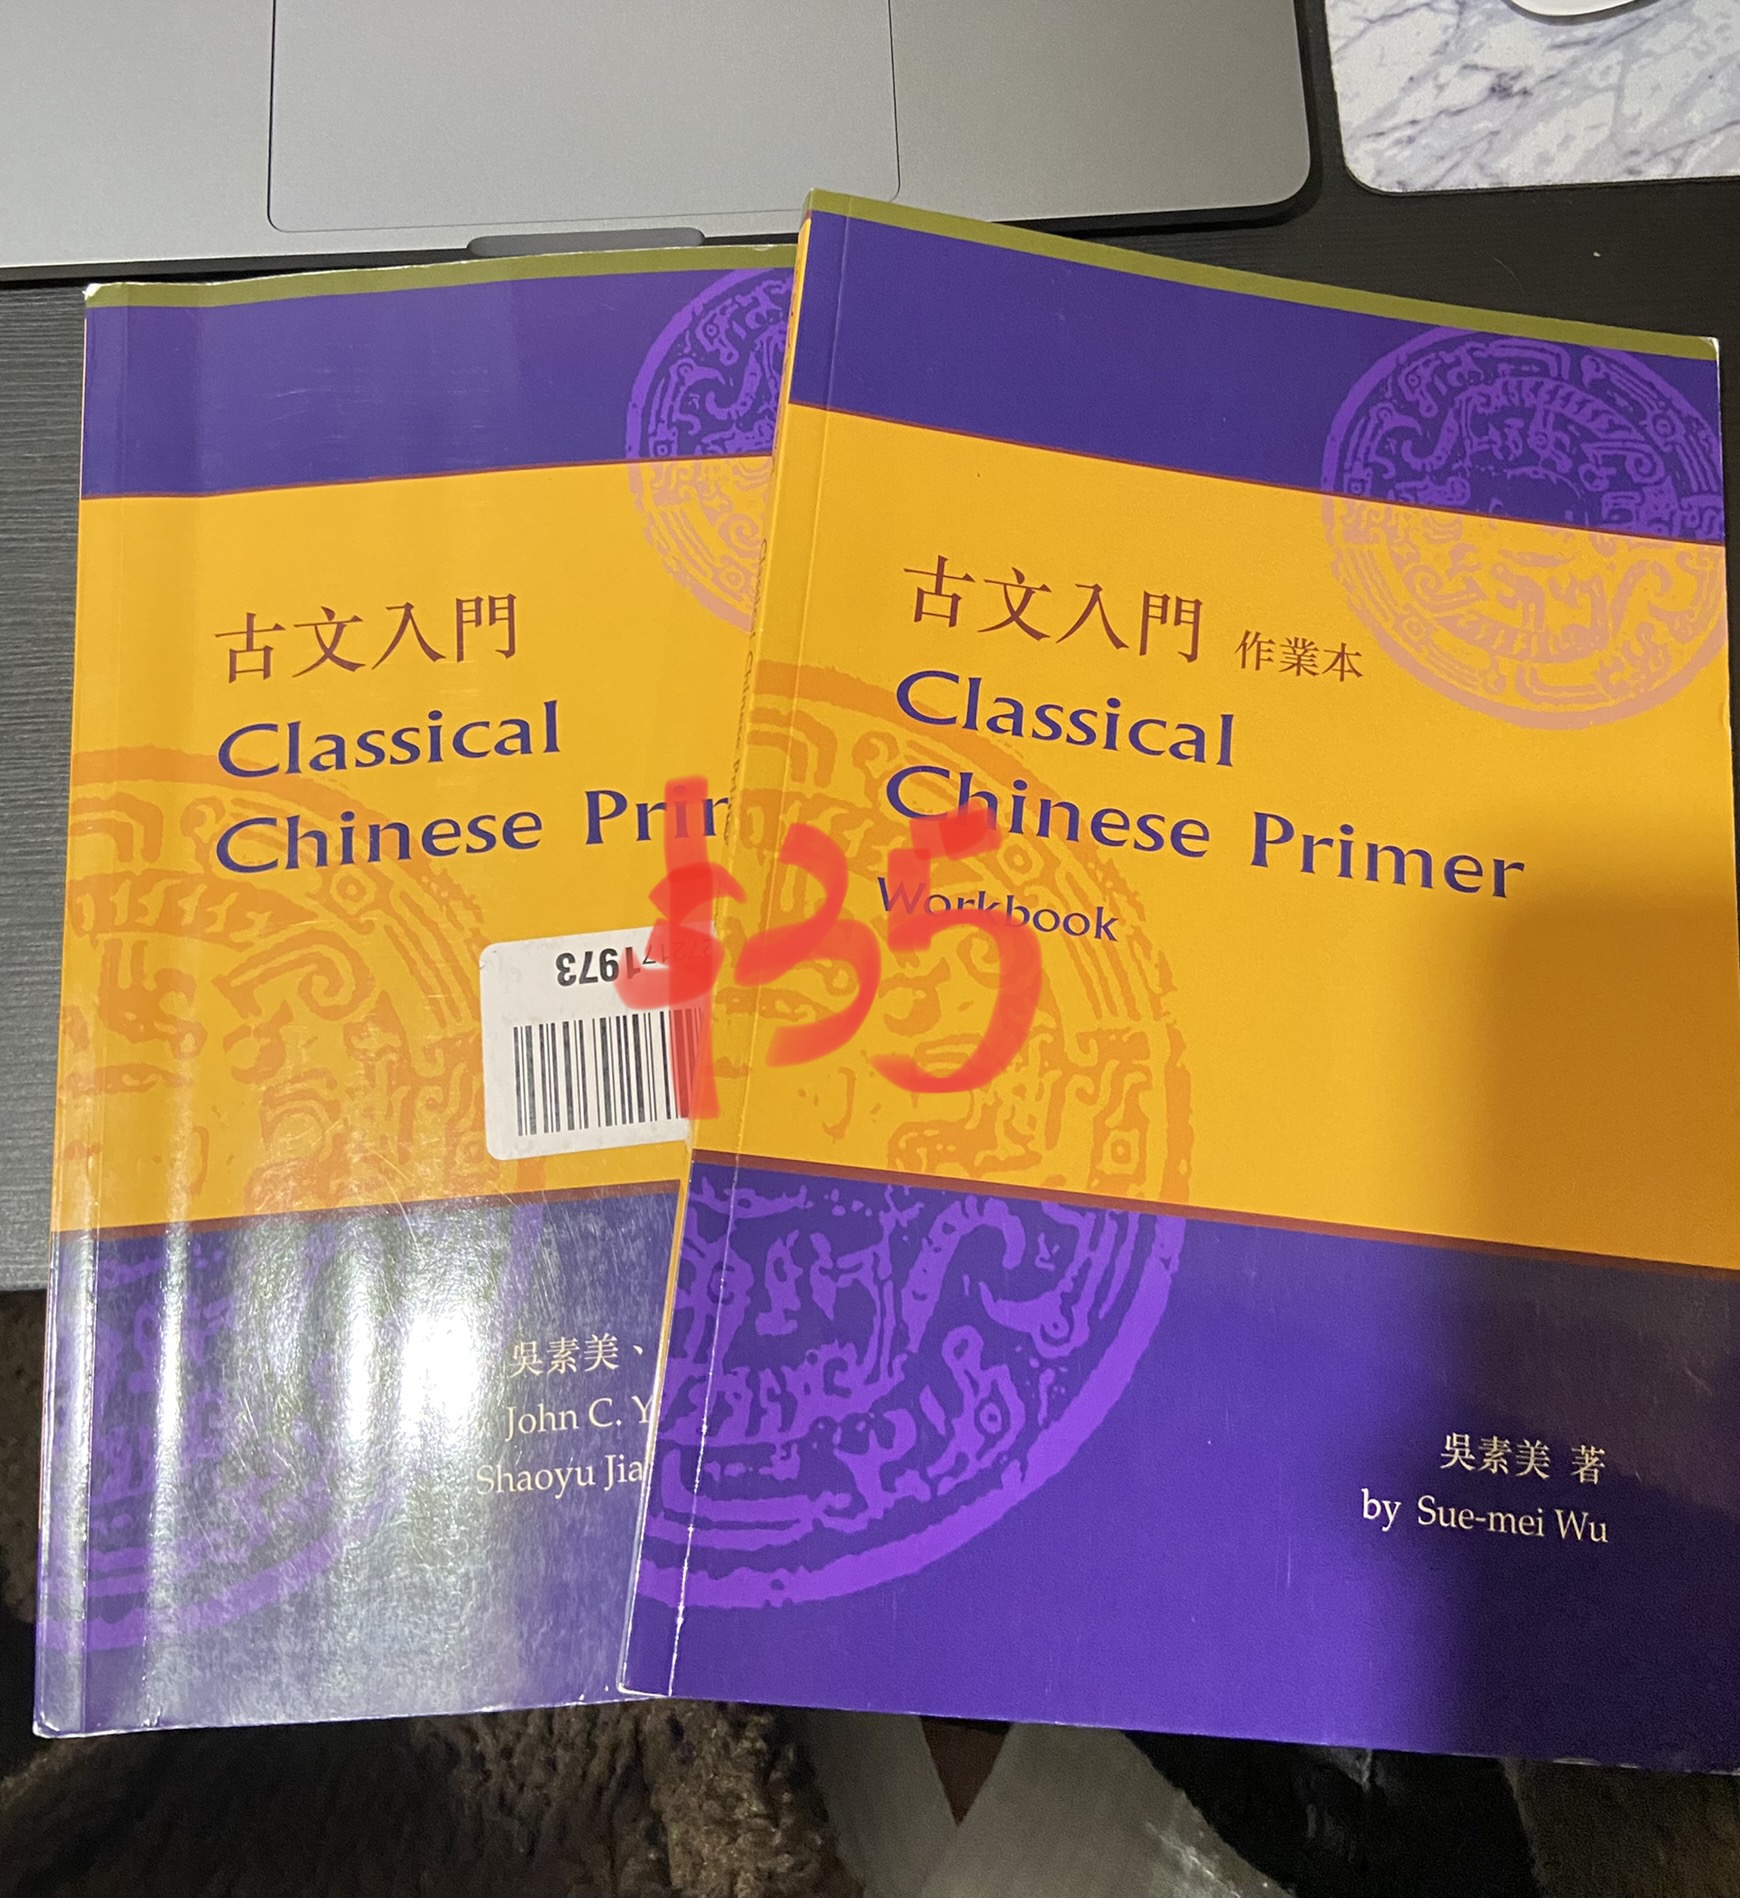 古文入門
Classical
Chinese Prim
1973
吳素美、
John C. Y
Shaoyu Jia
古文入門 作業本
Classical
Chinese Primer
Workbook
$35
吳素美 著
by Sue-mei Wu